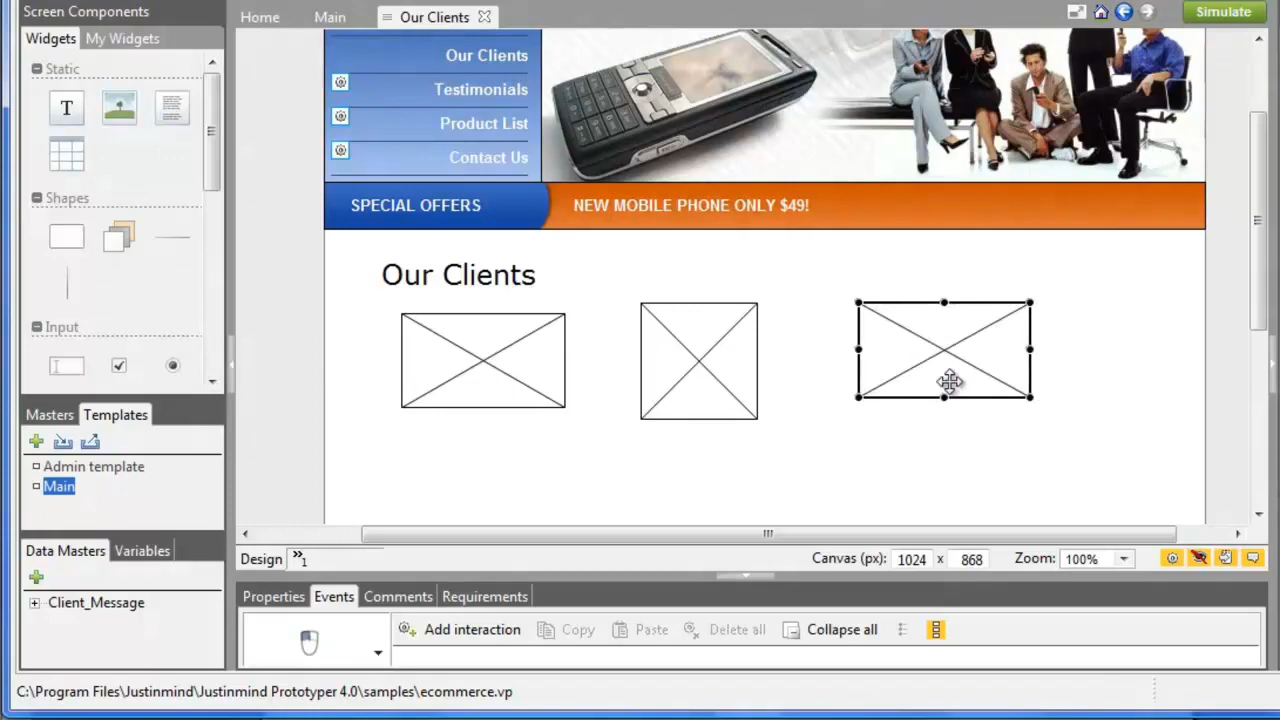 Screen Components
Home
Main
Our Clients
Simulate
Widgets
My Widgets
Static
T
Our Clients
Testimonials
Product List
Contact Us
Shapes
SPECIAL OFFERS
NEW MOBILE PHONE ONLY $49!
Our Clients
Input
Masters
Templates
Admin template
Main
Data Masters
Variables
Design
1
Canvas (px): 1024 x 868
Zoom: 100%
Client_Message
Properties
Events
Comments
Requirements
Add interaction
Copy
Paste
Delete all
Collapse all
C:\Program Files\Justinmind\Justinmind Prototyper 4.0\samples\ecommerce.vp